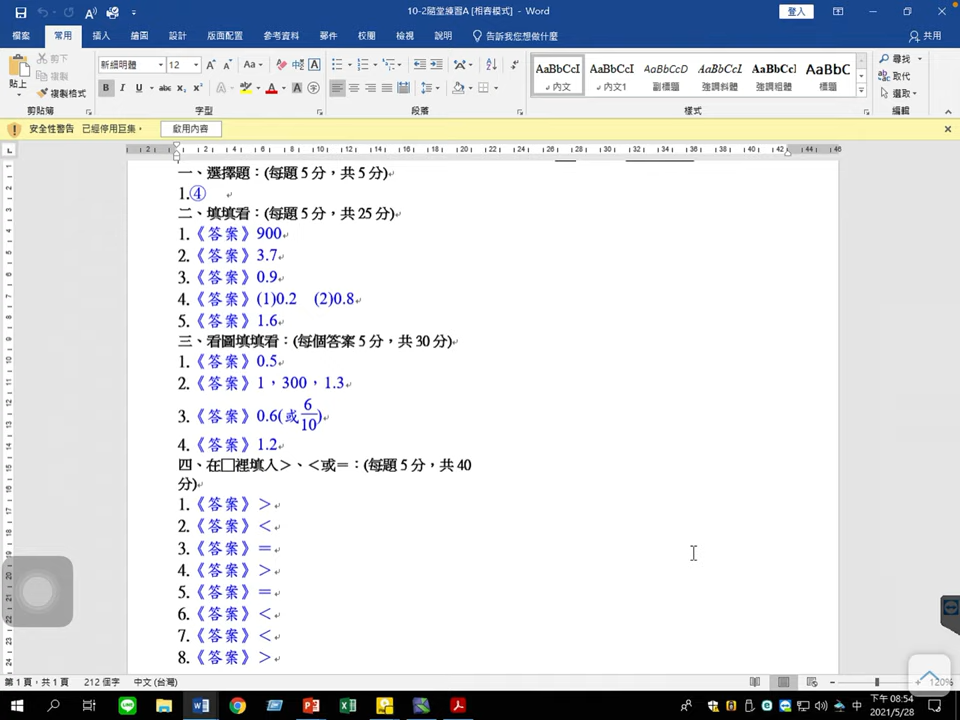 10-2隨堂練習A [相容模式] - Word
登入
檔案 常用 插入 繪圖 設計 版面配置 參考資料 郵件 校閱 檢視 說明 告訴我您想做什麼 共用
貼上 剪下 複製 複製格式
新細明體 12
AaBbCcI 內文
AaBbCcI 內文1
AaBbCcD 副標題
AaBbCcL 強調斜體
AaBbCcI 強調粗體
AaBbC 標題
尋找 取代 選取
剪貼簿 字型 段落 樣式 編輯
安全性警告 已經停用巨集。 啟用內容
一、選擇題：(每題 5 分，共 5 分)
1.④
二、填填看：(每題 5 分，共 25 分)
1.《答案》900
2.《答案》3.7
3.《答案》0.9
4.《答案》(1)0.2 (2)0.8
5.《答案》1.6
三、看圖填填看：(每個答案 5 分，共 30 分)
1.《答案》0.5
2.《答案》1，300，1.3
3.《答案》0.6(或6/10)
4.《答案》1.2
四、在□裡填入＞、＜或＝：(每題 5 分，共 40
分)
1.《答案》＞
2.《答案》＜
3.《答案》＝
4.《答案》＞
5.《答案》＝
6.《答案》＜
7.《答案》＜
8.《答案》＞
第 1 頁，共 1 頁 212 個字 中文 (台灣) 120%
中 下午 08:54
2021/5/28